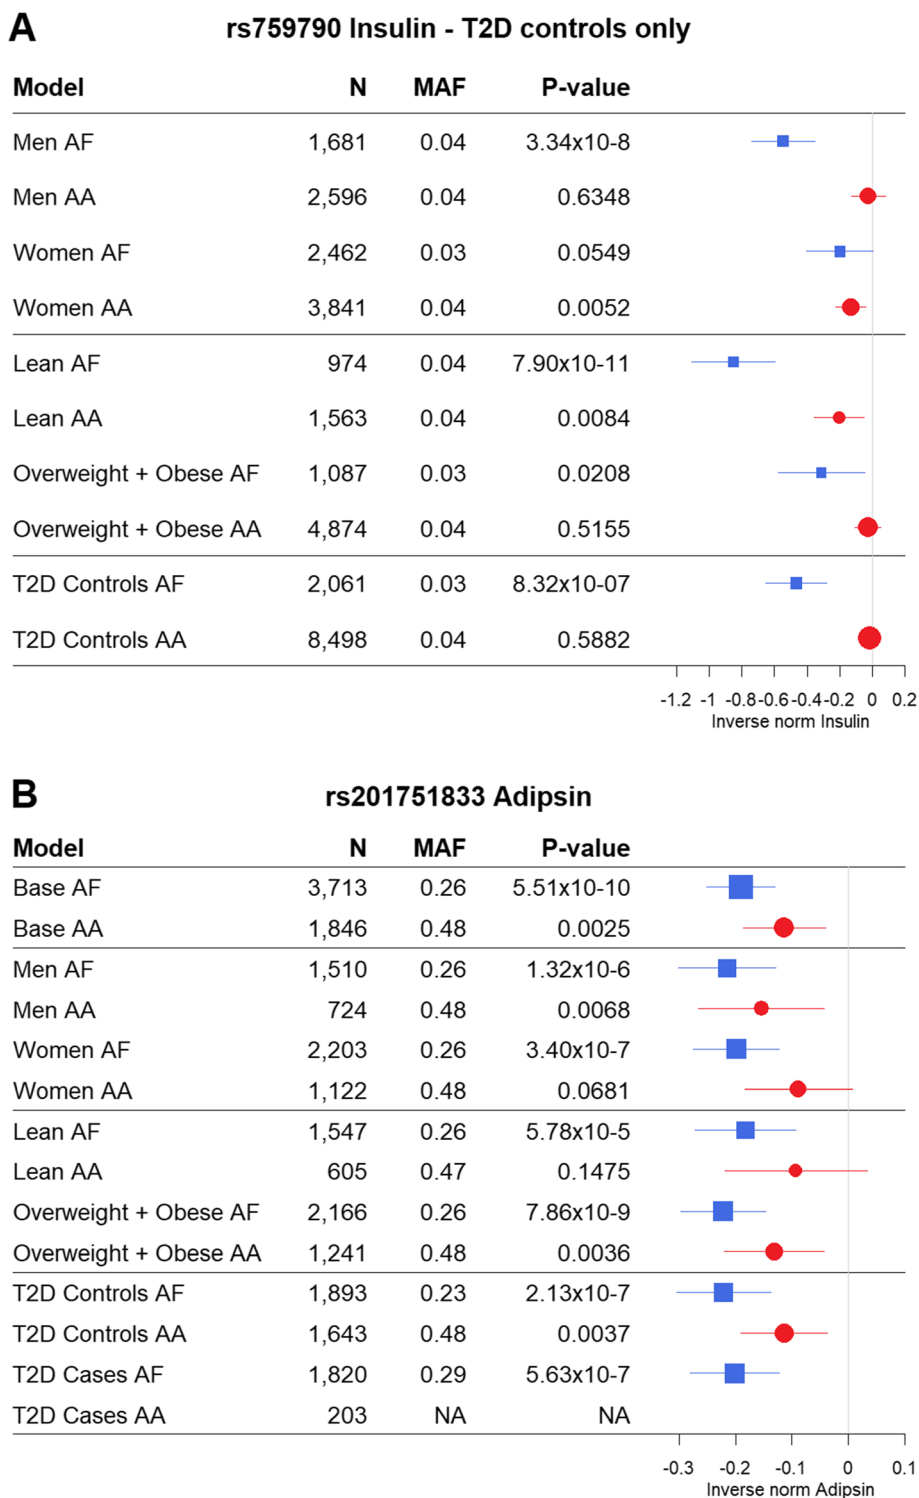 A
rs759790 Insulin - T2D controls only
Model N MAF P-value
Men AF 1,681 0.04 3.34x10-8
Men AA 2,596 0.04 0.6348
Women AF 2,462 0.03 0.0549
Women AA 3,841 0.04 0.0052
Lean AF 974 0.04 7.90x10-11
Lean AA 1,563 0.04 0.0084
Overweight + Obese AF 1,087 0.03 0.0208
Overweight + Obese AA 4,874 0.04 0.5155
T2D Controls AF 2,061 0.03 8.32x10-07
T2D Controls AA 8,498 0.04 0.5882
-1.2 -1 -0.8 -0.6 -0.4 -0.2 0 0.2
Inverse norm Insulin
B
rs201751833 Adipsin
Model N MAF P-value
Base AF 3,713 0.26 5.51x10-10
Base AA 1,846 0.48 0.0025
Men AF 1,510 0.26 1.32x10-6
Men AA 724 0.48 0.0068
Women AF 2,203 0.26 3.40x10-7
Women AA 1,122 0.48 0.0681
Lean AF 1,547 0.26 5.78x10-5
Lean AA 605 0.47 0.1475
Overweight + Obese AF 2,166 0.26 7.86x10-9
Overweight + Obese AA 1,241 0.48 0.0036
T2D Controls AF 1,893 0.23 2.13x10-7
T2D Controls AA 1,643 0.48 0.0037
T2D Cases AF 1,820 0.29 5.63x10-7
T2D Cases AA 203 NA NA
-0.3 -0.2 -0.1 0 0.1
Inverse norm Adipsin